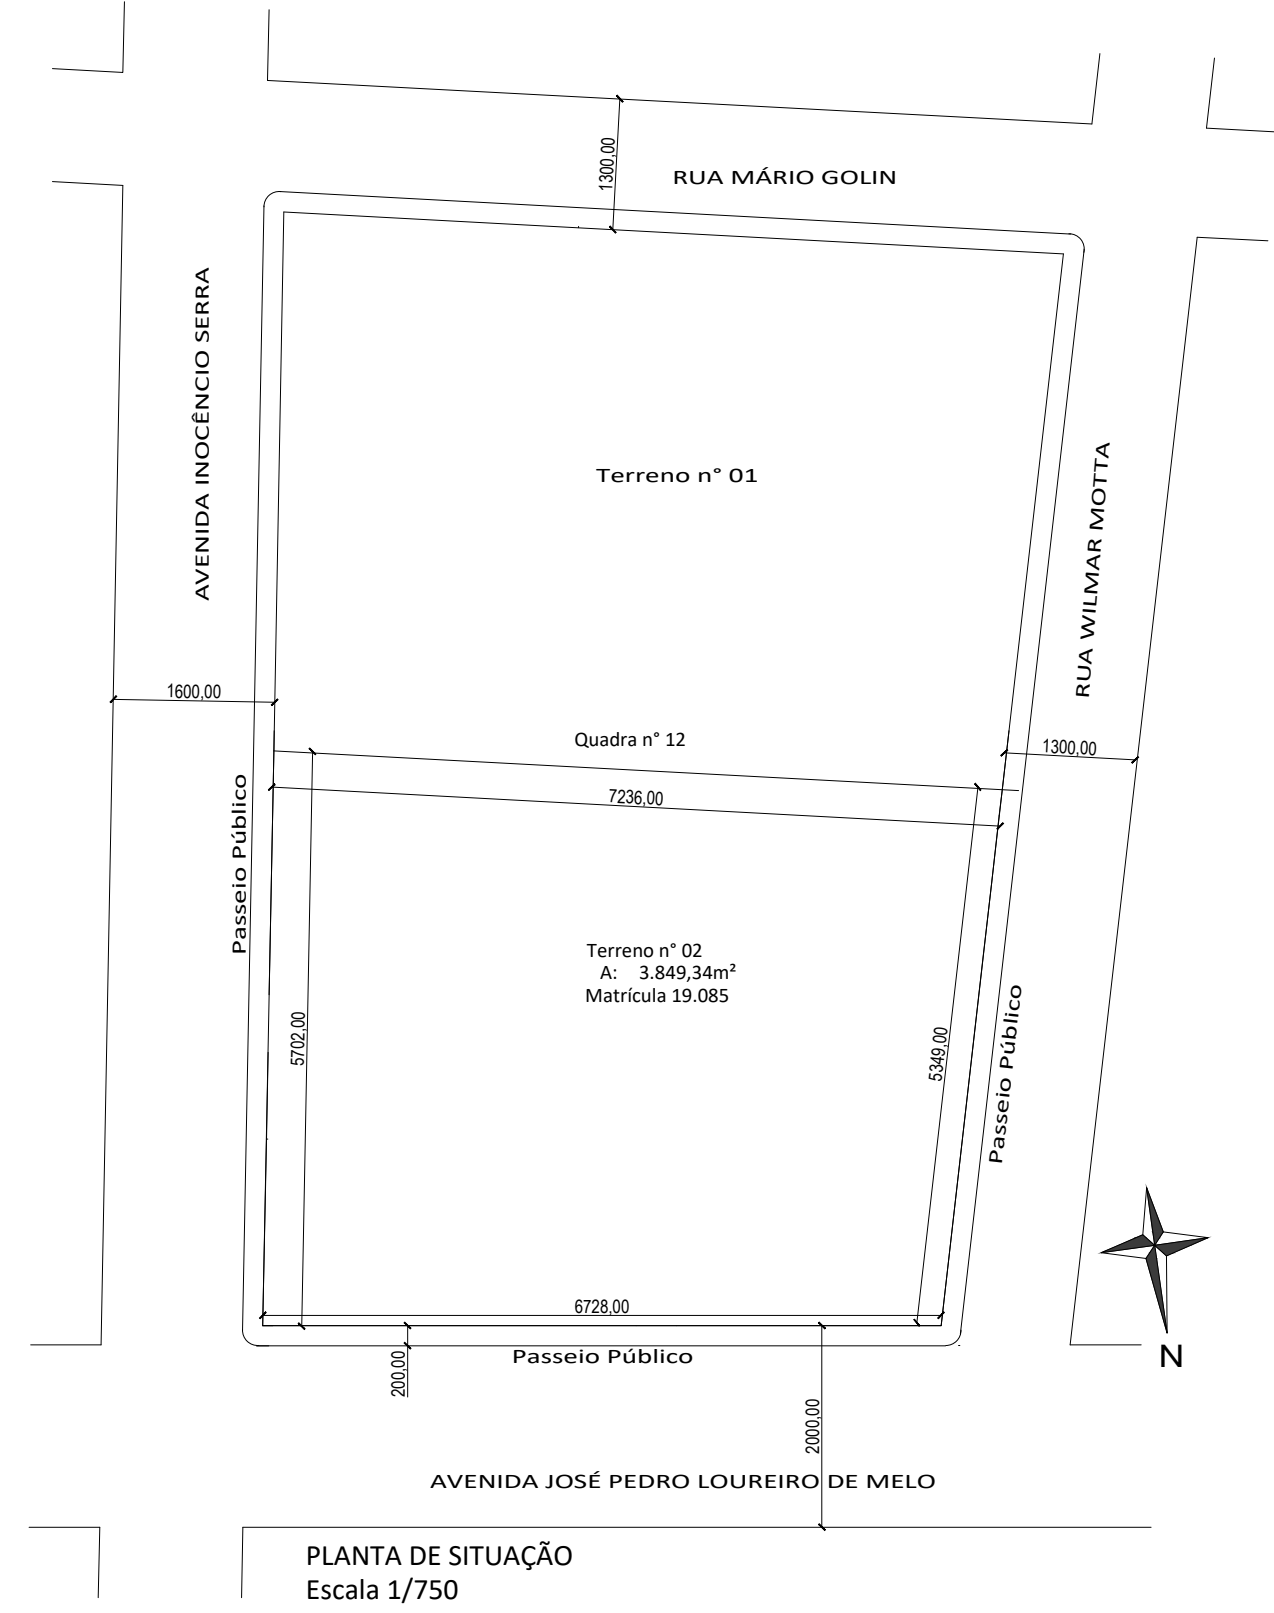 1300,00
RUA MÁRIO GOLIN
AVENIDA INOCÊNCIO SERRA
Terreno n° 01
RUA WILMAR MOTTA
1600,00
Quadra n° 12
1300,00
7236,00
Passeio Público
Terreno n° 02
A: 3.849,34m²
Matrícula 19.085
5702,00
5349,00
Passeio Público
6728,00
200,00
Passeio Público
N
2000,00
AVENIDA JOSÉ PEDRO LOUREIRO DE MELO
PLANTA DE SITUAÇÃO
Escala 1/750